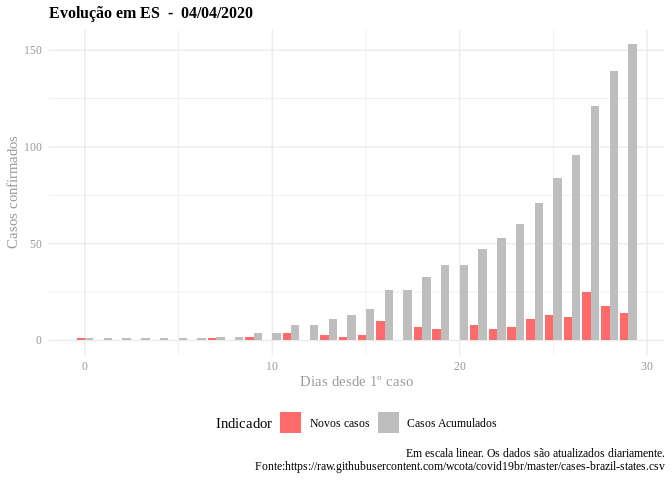 Evolução em ES  -  04/04/2020
Casos confirmados
150
100
50
0
0
10
20
30
Dias desde 1º caso
Indicador
Novos casos
Casos Acumulados
Em escala linear. Os dados são atualizados diariamente.
Fonte:https://raw.githubusercontent.com/wcota/covid19br/master/cases-brazil-states.csv